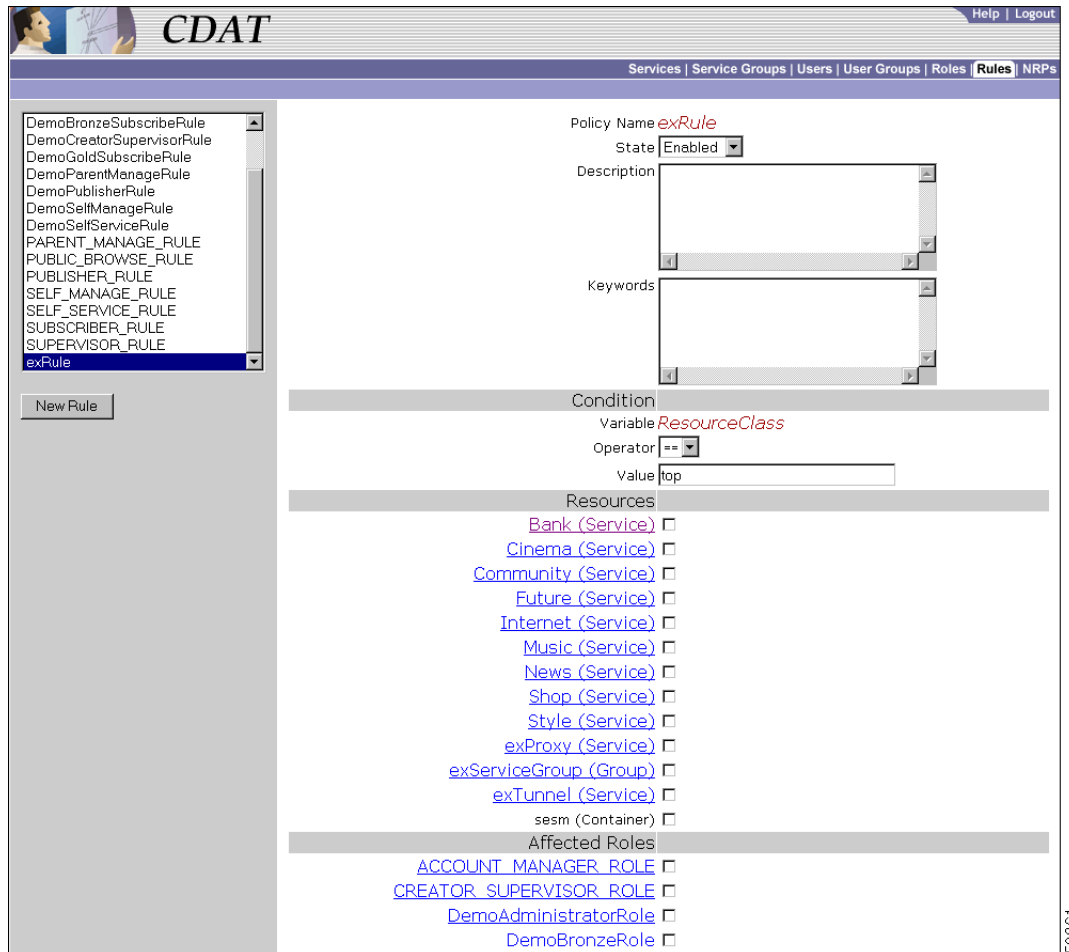 CDAT
Help | Logout
Services | Service Groups | Users | User Groups | Roles | Rules | NRPs
DemoBronzeSubscribeRule
DemoCreatorSupervisorRule
DemoGoldSubscribeRule
DemoParentManageRule
DemoPublisherRule
DemoSelfManageRule
DemoSelfServiceRule
PARENT_MANAGE_RULE
PUBLIC_BROWSE_RULE
PUBLISHER_RULE
SELF_MANAGE_RULE
SELF_SERVICE_RULE
SUBSCRIBER_RULE
SUPERVISOR_RULE
exRule
New Rule
Policy Name exRule
State Enabled
Description
Keywords
Condition
Variable ResourceClass
Operator ==
Value top
Resources
Bank (Service)
Cinema (Service)
Community (Service)
Future (Service)
Internet (Service)
Music (Service)
News (Service)
Shop (Service)
Style (Service)
exProxy (Service)
exServiceGroup (Group)
exTunnel (Service)
sesm (Container)
Affected Roles
ACCOUNT_MANAGER_ROLE
CREATOR_SUPERVISOR_ROLE
DemoAdministratorRole
DemoBronzeRole